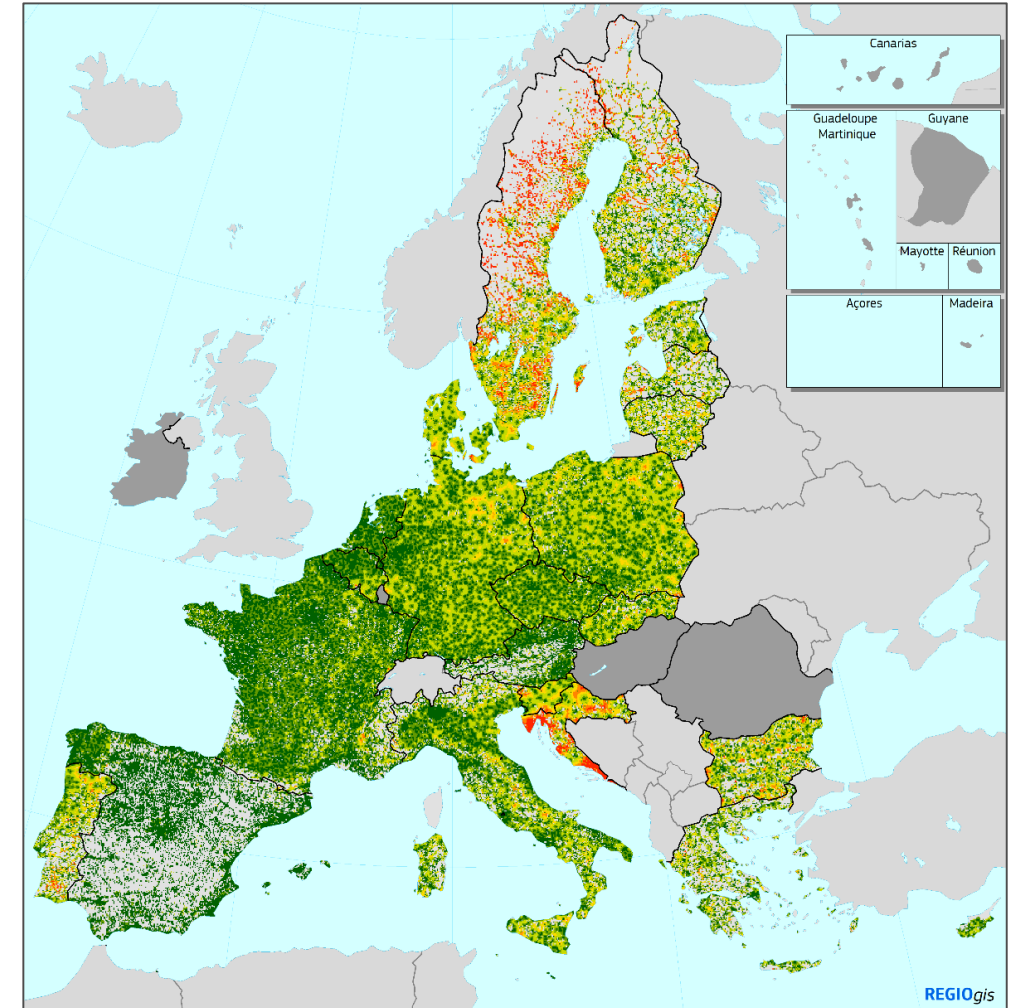 Canarias
Guadeloupe
Martinique
Guyane
Mayotte
Réunion
Açores
Madeira
REGIOgis